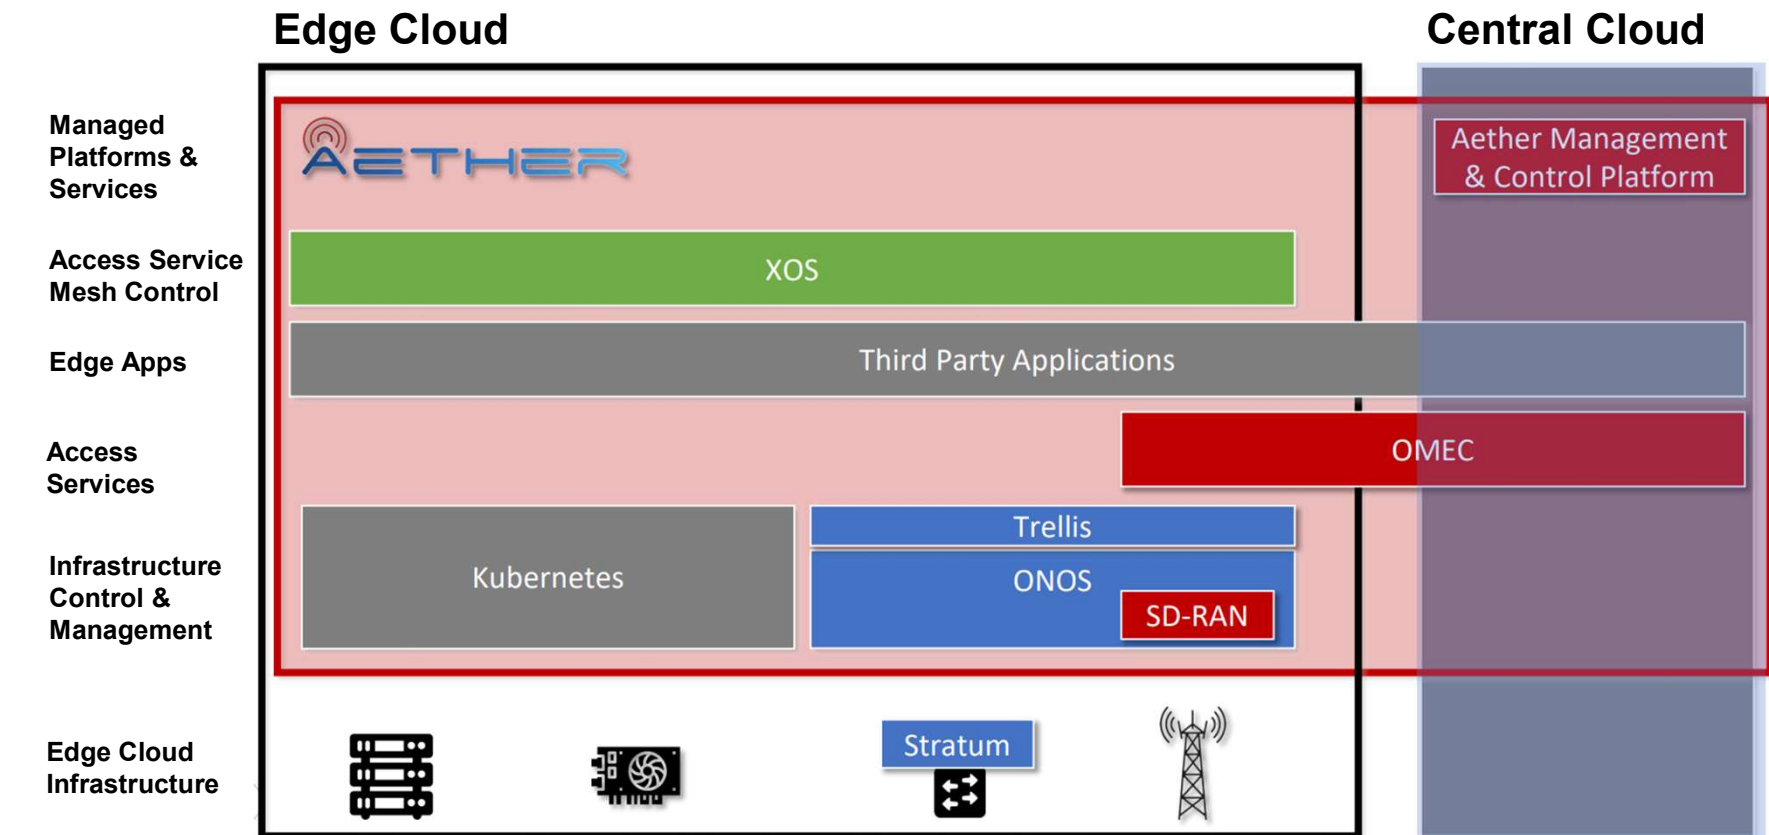 Edge Cloud
Central Cloud
Managed
Platforms &
Services
AETHER
Aether Management
& Control Platform
Access Service
Mesh Control
XOS
Edge Apps
Third Party Applications
Access
Services
OMEC
Infrastructure
Control &
Management
Kubernetes
Trellis
ONOS
SD-RAN
Edge Cloud
Infrastructure
Stratum